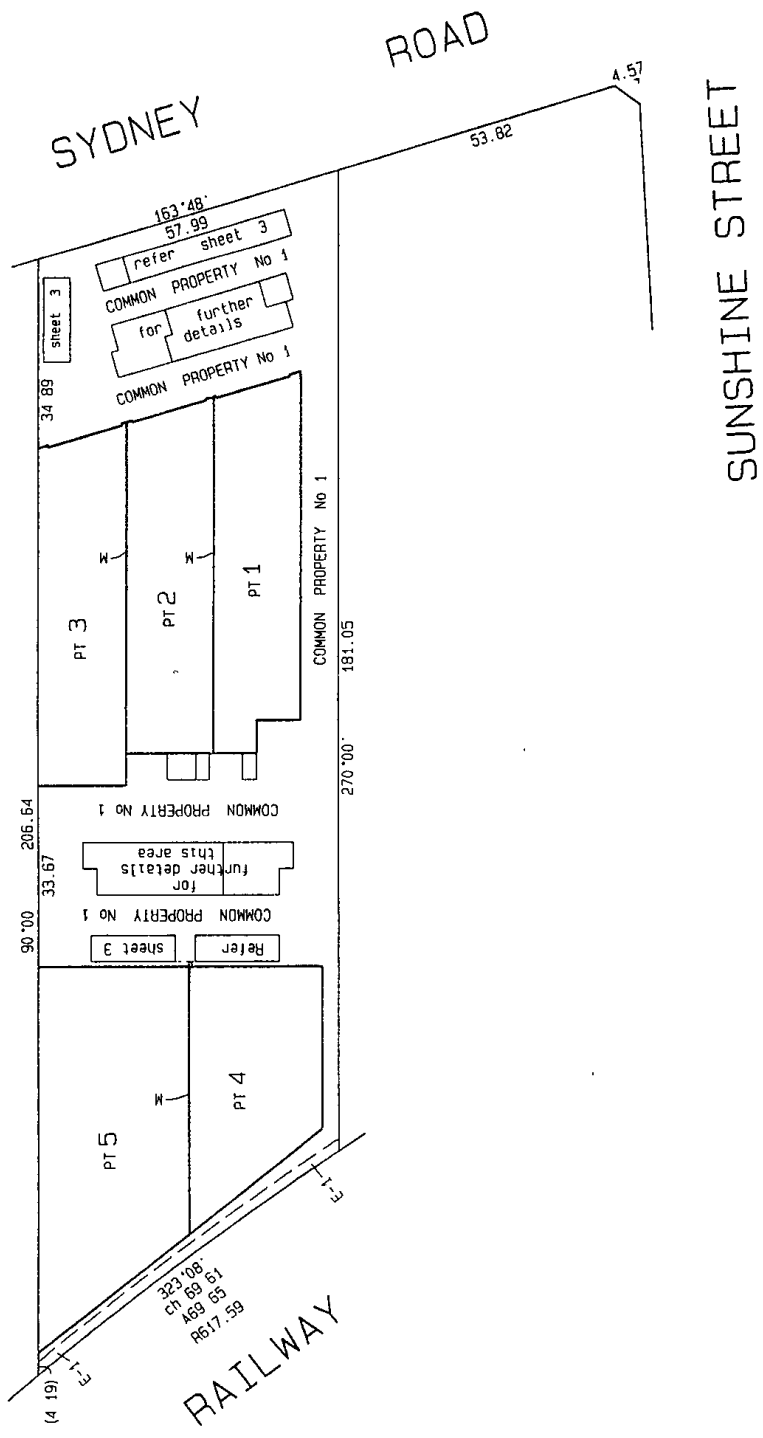 SYDNEY ROAD
SUNSHINE STREET
4.57
53.82
163°48'
57.99
refer sheet 3
COMMON PROPERTY No 1
sheet 3
for further
details
COMMON PROPERTY No 1
34 89
M
M
PT 3
PT 2
PT 1
COMMON PROPERTY No 1
181.05
270°00'
206.64
90°00
33.67
COMMON PROPERTY No 1
for
further details
this area
COMMON PROPERTY No 1
Refer
sheet 3
M
PT 5
PT 4
E-1
E-1
(4 19)
323°08'
ch 69 61
A69 65
R617.59
RAILWAY